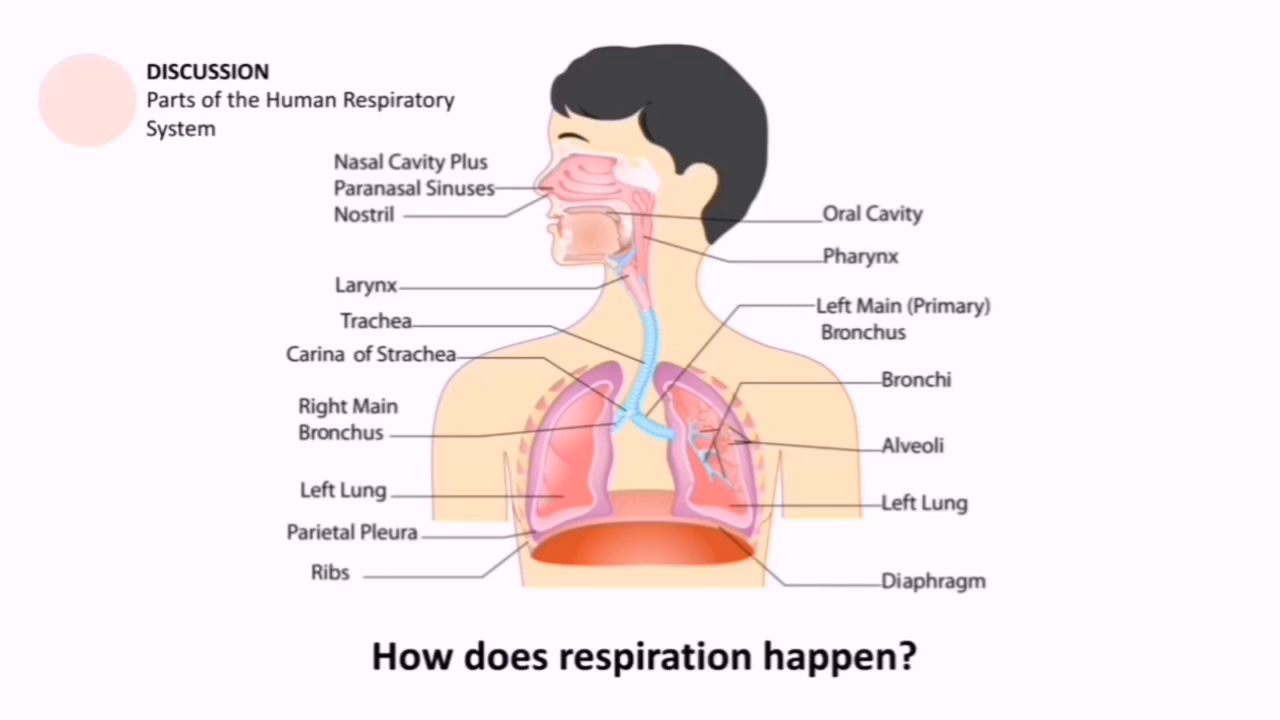 DISCUSSION
Parts of the Human Respiratory
System
Nasal Cavity Plus
Paranasal Sinuses
Nostril
Larynx
Trachea
Carina of Strachea
Right Main
Bronchus
Left Lung
Parietal Pleura
Ribs
Oral Cavity
Pharynx
Left Main (Primary)
Bronchus
Bronchi
Alveoli
Left Lung
Diaphragm
How does respiration happen?